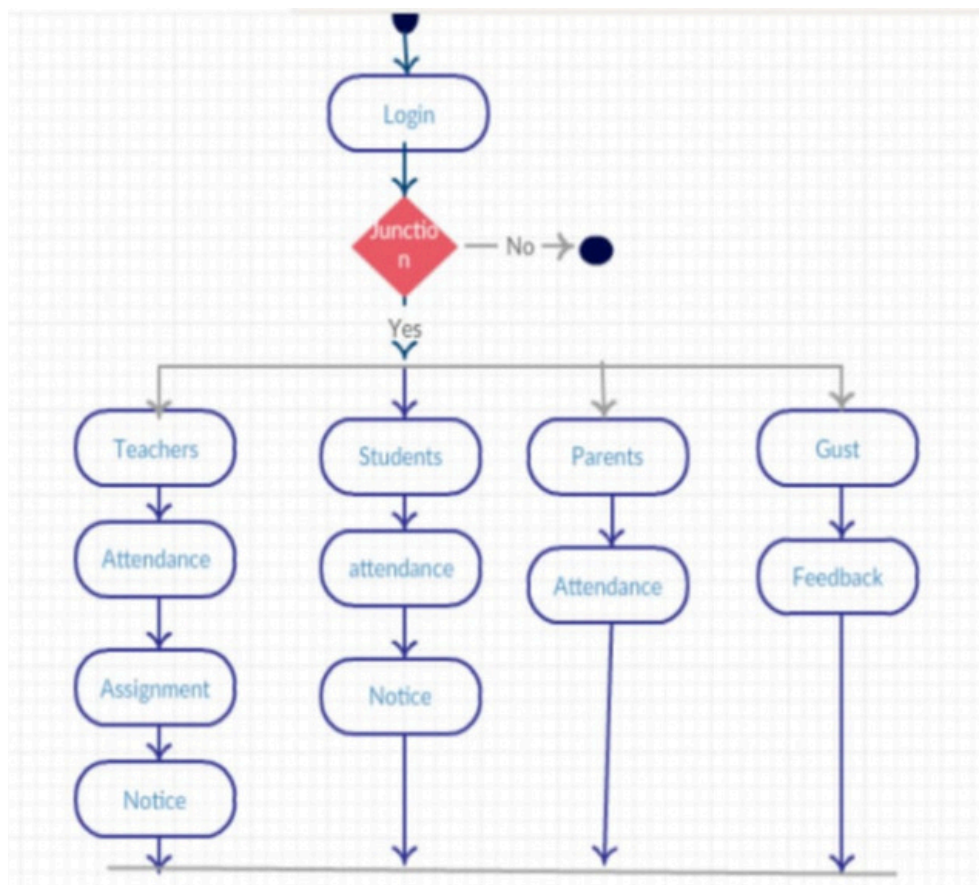 Login
Junctio
n
No
Yes
Teachers
Students
Parents
Gust
Attendance
attendance
Attendance
Feedback
Assignment
Notice
Notice